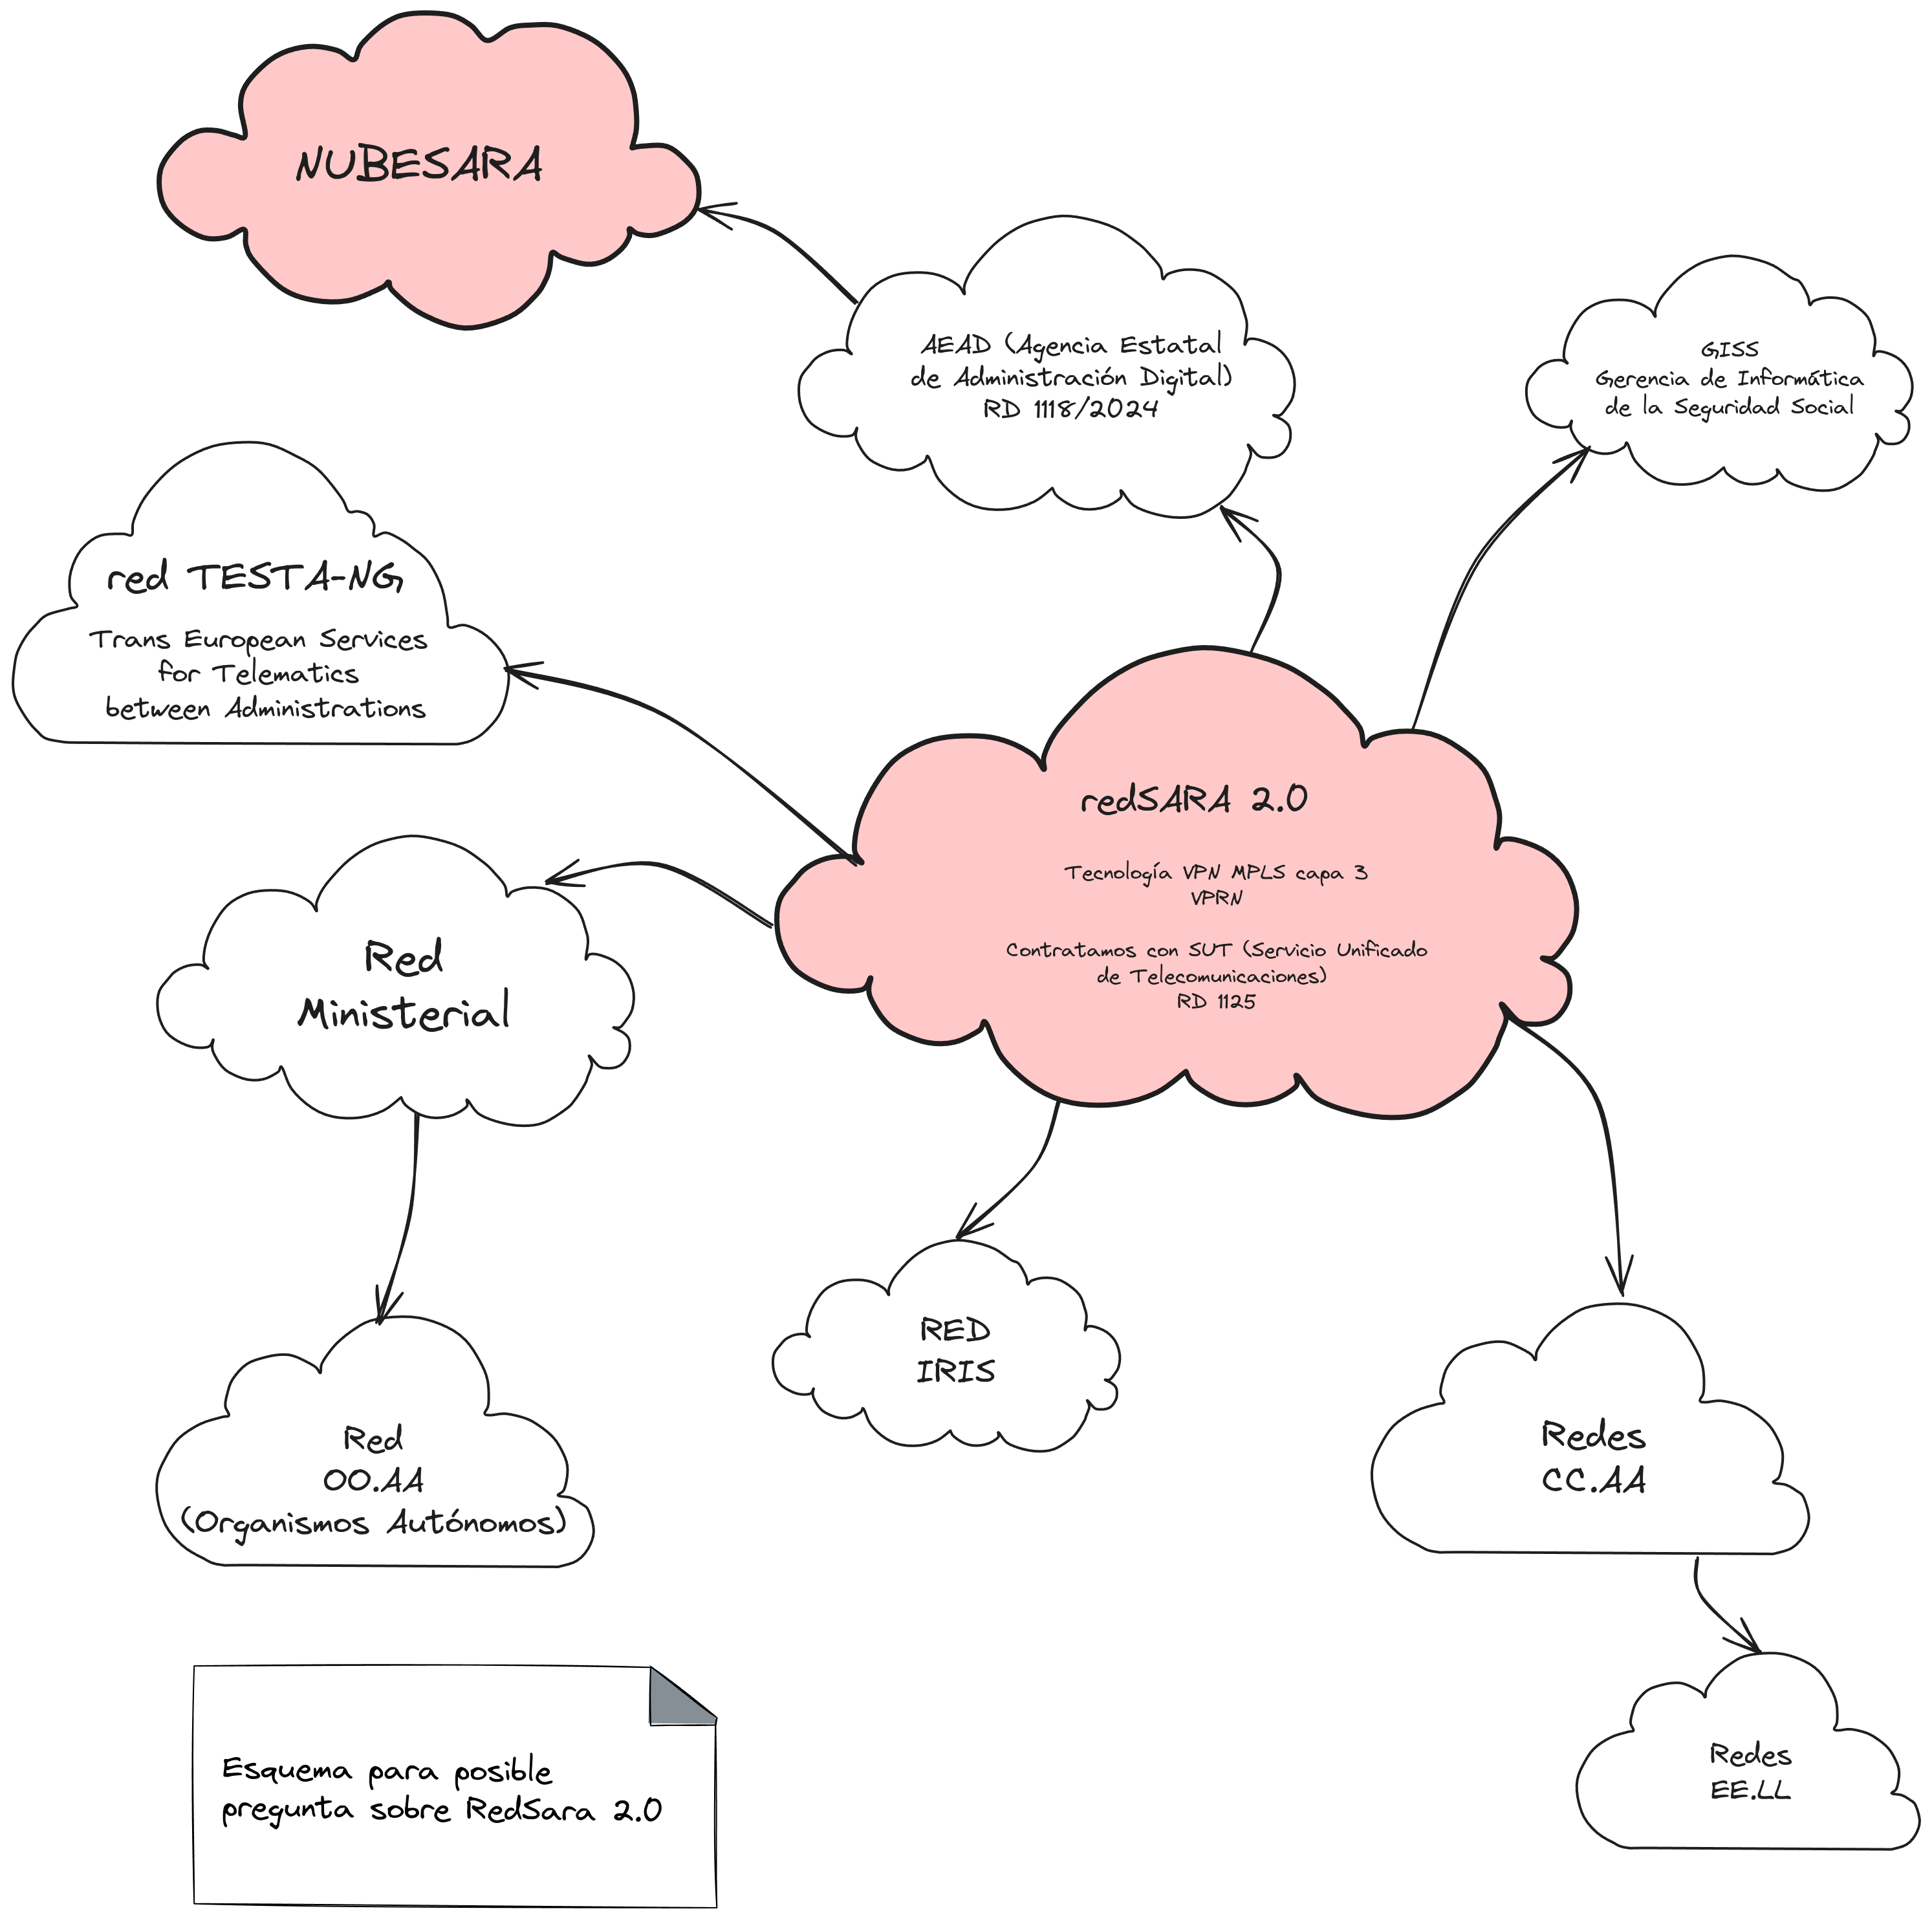 NUBESARA
AEAD (Agencia Estatal
de Administración Digital)
RD 1118/2024
GISS
Gerencia de Informática
de la Seguridad Social
red TESTA-NG
Trans European Services
for Telematics
between Administrations
redSARA 2.0
Tecnología VPN MPLS capa 3
VPRN
Contratamos con SUT (Servicio Unificado
de Telecomunicaciones)
RD 1125
Red
Ministerial
RED
IRIS
Red
OO.AA
(Organismos Autónomos)
Redes
CC.AA
Redes
EE.LL
Esquema para posible
pregunta sobre RedSara 2.0